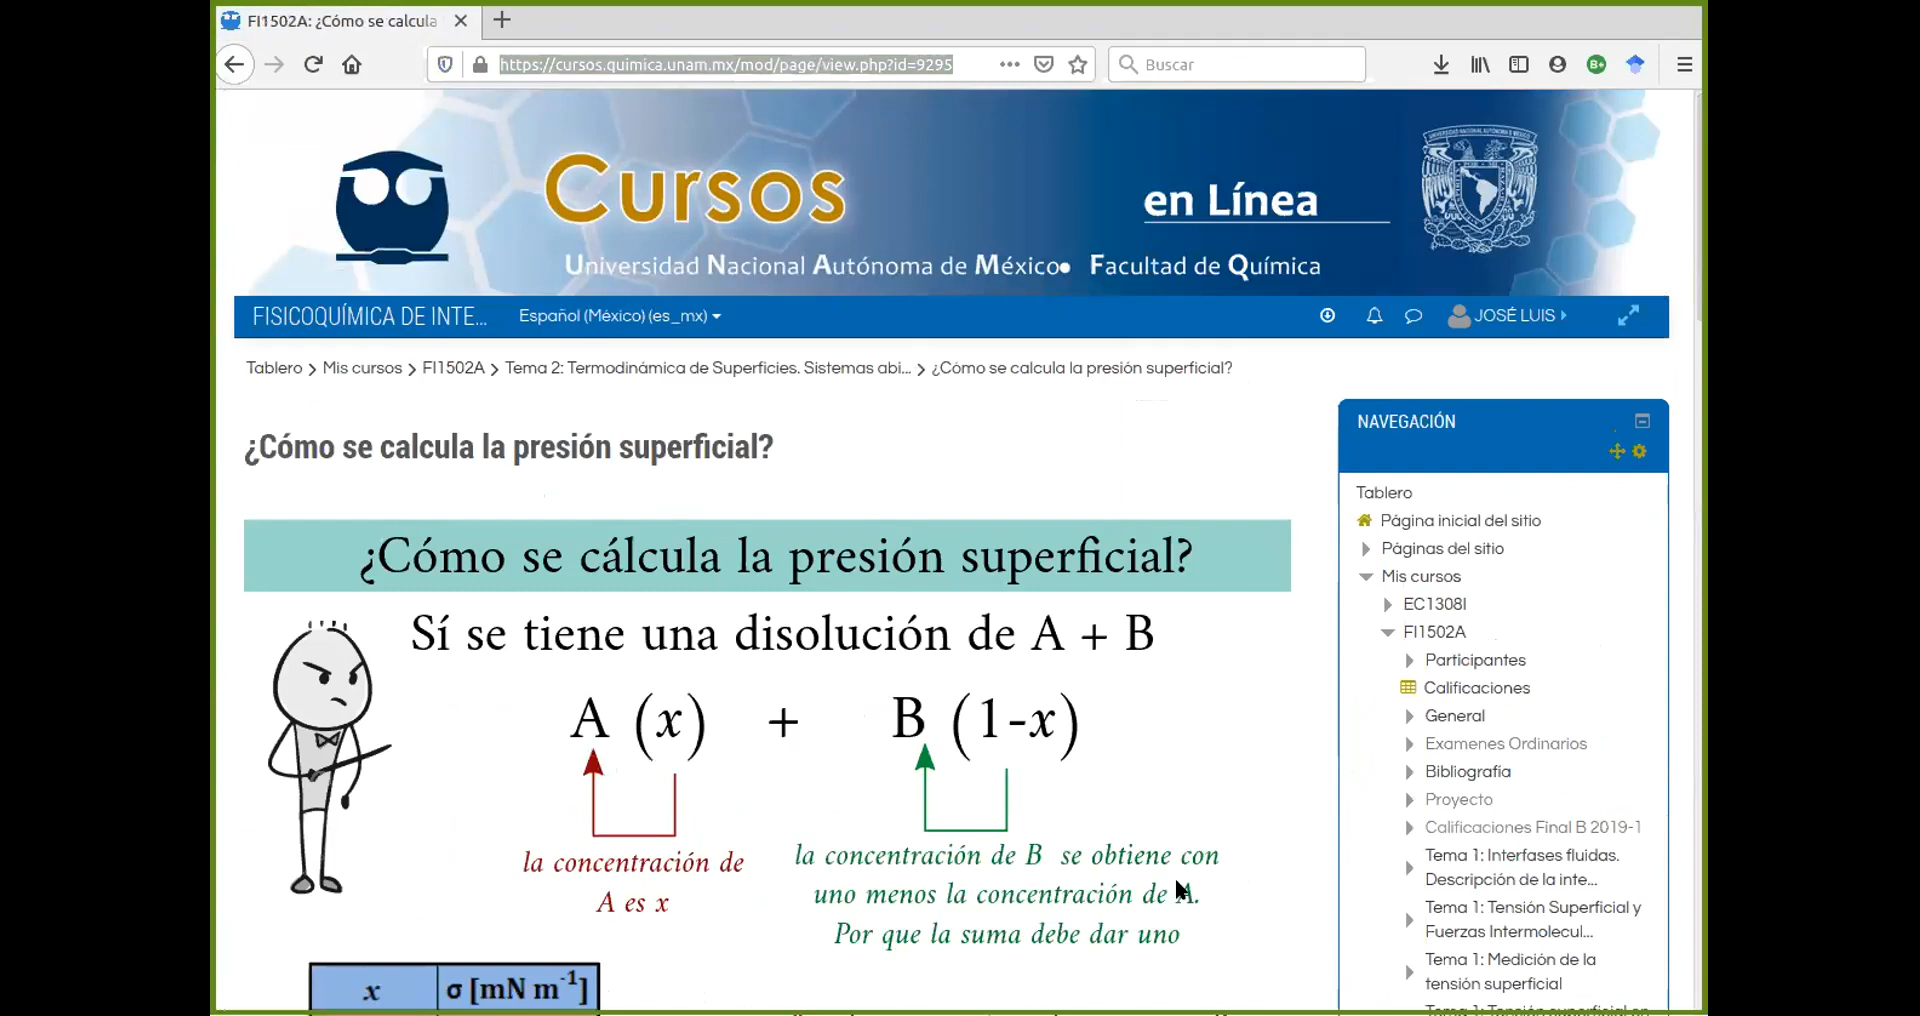 FI1502A: ¿Cómo se calcula
https://cursos.quimica.unam.mx/mod/page/view.php?id=9295
Buscar
Cursos
en Línea
Universidad Nacional Autónoma de México• Facultad de Química
FISICOQUÍMICA DE INTE...
Español (México) (es_mx)
JOSÉ LUIS
Tablero > Mis cursos > FI1502A > Tema 2: Termodinámica de Superficies. Sistemas abi... > ¿Cómo se calcula la presión superficial?
¿Cómo se calcula la presión superficial?
¿Cómo se cálcula la presión superficial?
Sí se tiene una disolución de A + B
A (x) + B (1-x)
la concentración de
A es x
la concentración de B se obtiene con
uno menos la concentración de A.
Por que la suma debe dar uno
x σ [mN m-1]
NAVEGACIÓN
Tablero
Página inicial del sitio
Páginas del sitio
Mis cursos
EC1308I
FI1502A
Participantes
Calificaciones
General
Examenes Ordinarios
Bibliografía
Proyecto
Calificaciones Final B 2019-1
Tema 1: Interfases fluidas.
Descripción de la inte...
Tema 1: Tensión Superficial y
Fuerzas Intermolecul...
Tema 1: Medición de la
tensión superficial